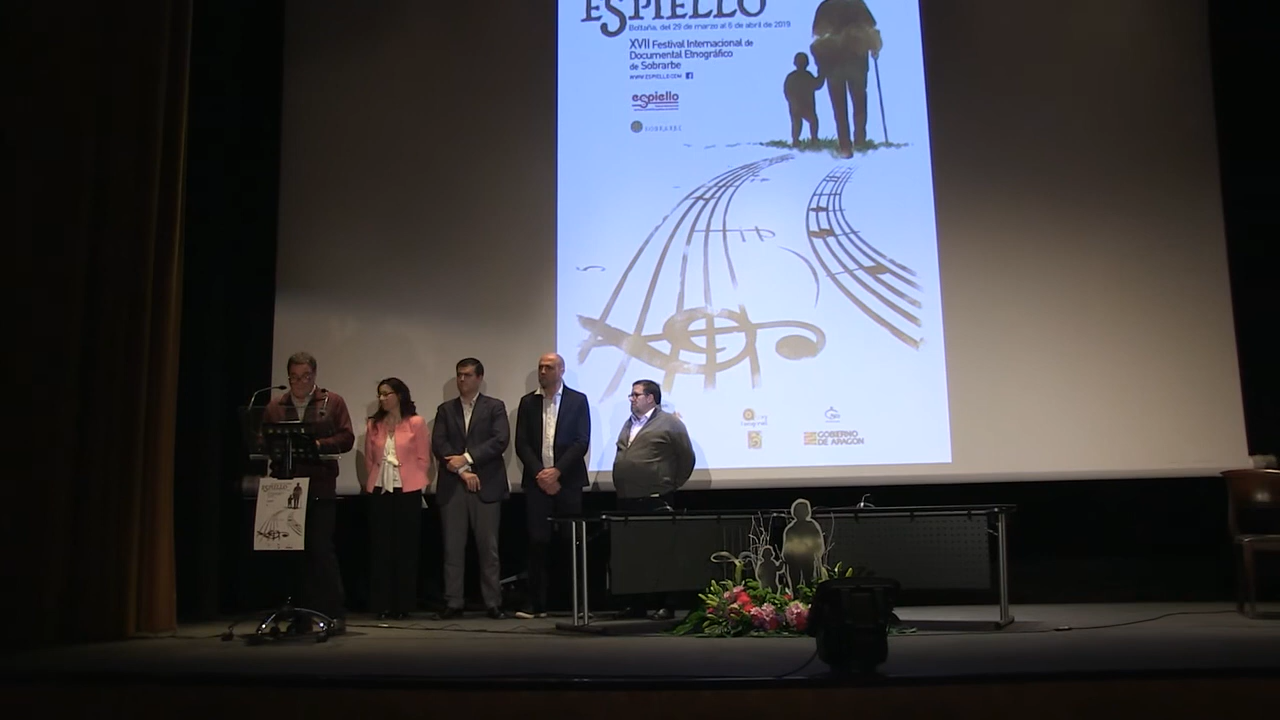 ESPIELLO
Boltaña, del 29 de marzo al 6 de abril de 2019
XVII Festival Internacional de
Documental Etnográfico
de Sobrarbe
WWW.ESPIELLO.COM
espiello
SOBRARBE
GOBIERNO
DE ARAGON
ESPIELLO